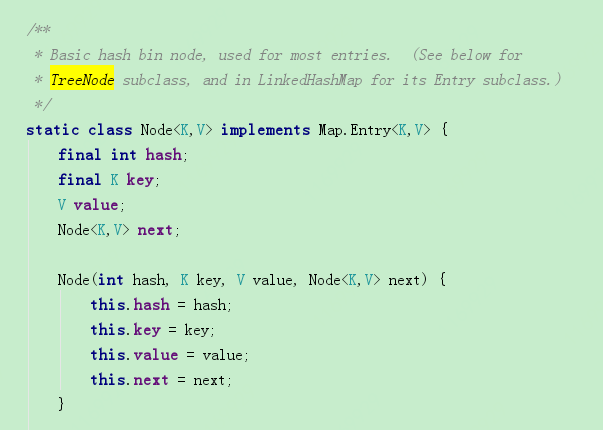 /**
 * Basic hash bin node, used for most entries.  (See below for
 * TreeNode subclass, and in LinkedHashMap for its Entry subclass.)
 */
static class Node<K,V> implements Map.Entry<K,V> {
    final int hash;
    final K key;
    V value;
    Node<K,V> next;

    Node(int hash, K key, V value, Node<K,V> next) {
        this.hash = hash;
        this.key = key;
        this.value = value;
        this.next = next;
    }